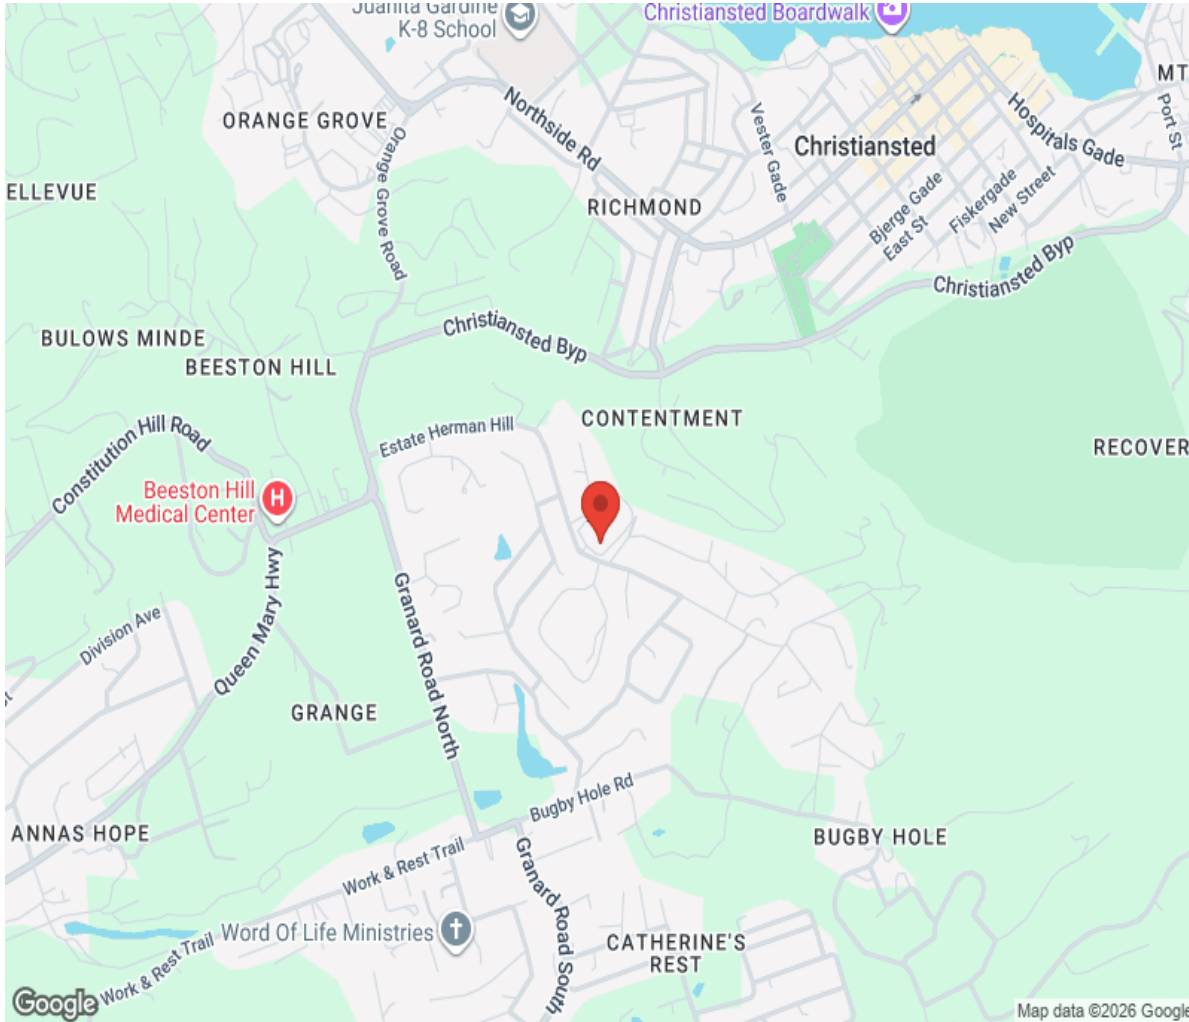 Juanita Gardine
K-8 School
Christiansted Boardwalk
MT
Port St
ORANGE GROVE
Northside Rd
Hospitals Gade
Vester Gade
Christiansted
Orange Grove Road
ELLEVUE
RICHMOND
Bjerge Gade
Fiskergade
New Street
East St
Christiansted Byp
Christiansted Byp
BULOWS MINDE
BEESTON HILL
CONTENTMENT
Estate Herman Hill
Constitution Hill Road
RECOVER
Beeston Hill
Medical Center
H
Queen Mary Hwy
Granard Road North
Division Ave
GRANGE
Bugby Hole Rd
ANNAS HOPE
BUGBY HOLE
Work & Rest Trail
Granard Road South
Word Of Life Ministries
CATHERINE'S
REST
Work & Rest Trail
Google
Map data ©2026 Google